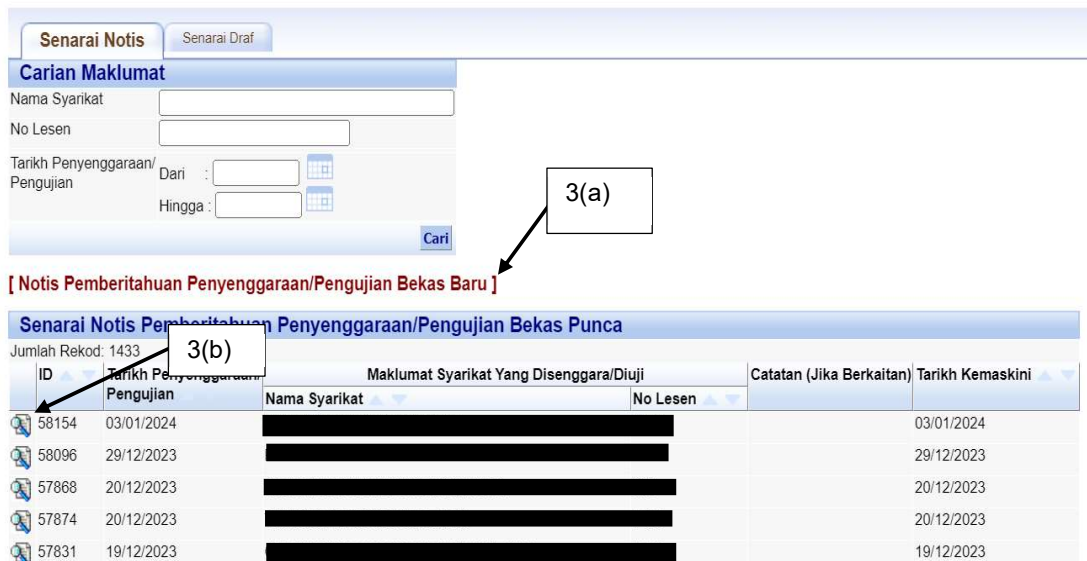 Senarai Notis Senarai Draf
Carian Maklumat
Nama Syarikat
No Lesen
Tarikh Penyenggaraan/
Pengujian
Dari :
Hingga :
3(a)
Cari
[ Notis Pemberitahuan Penyenggaraan/Pengujian Bekas Baru ]
Senarai Notis Pemberitahuan Penyenggaraan/Pengujian Bekas Punca
Jumlah Rekod: 1433
3(b)
ID Tarikh Penyenggaraan/ Maklumat Syarikat Yang Disenggara/Diuji Catatan (Jika Berkaitan) Tarikh Kemaskini
Pengujian Nama Syarikat No Lesen
58154 03/01/2024 03/01/2024
58096 29/12/2023 29/12/2023
57868 20/12/2023 20/12/2023
57874 20/12/2023 20/12/2023
57831 19/12/2023 19/12/2023